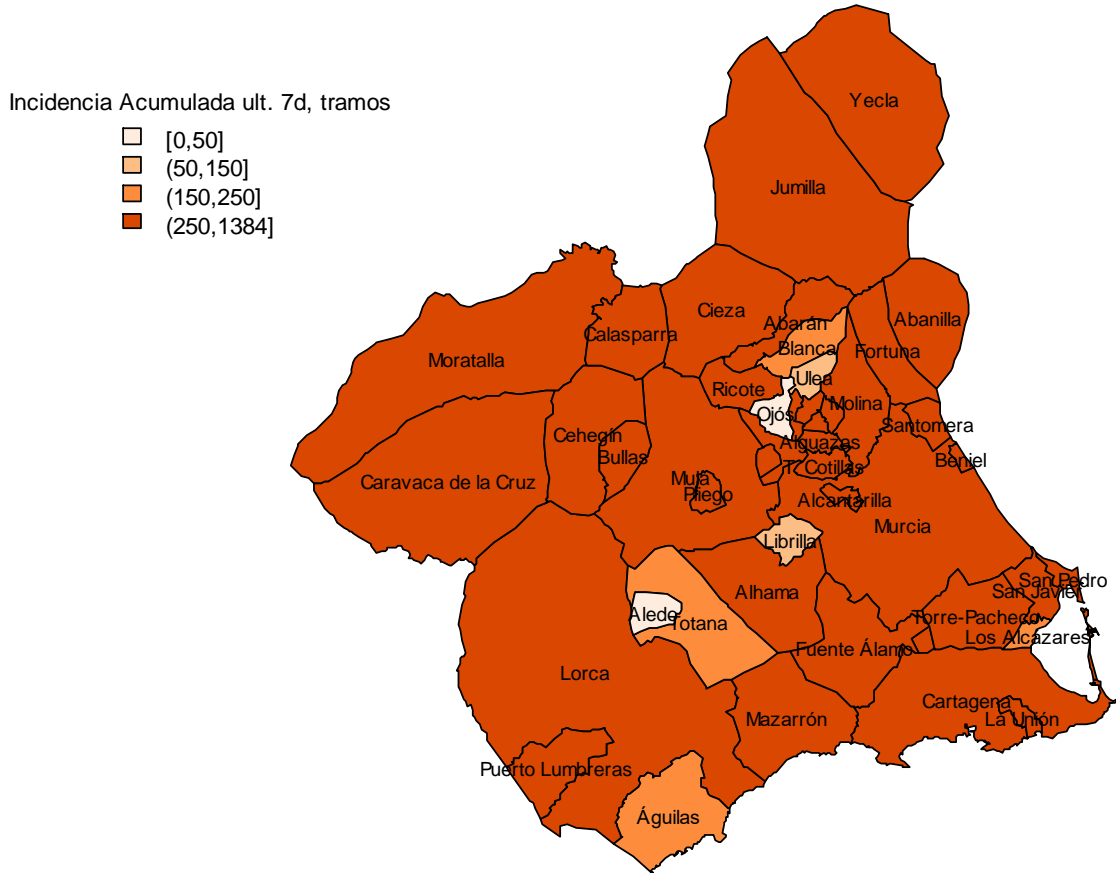 Incidencia Acumulada ult. 7d, tramos
[0,50]
(50,150]
(150,250]
(250,1384]
Yecla
Jumilla
Cieza
Abarán
Abanilla
Calasparra
Blanca
Fortuna
Moratalla
Ulea
Ricote
Molina
Ojós
Santomera
Cehegín
Alguazas
Bullas
Beniel
T. Cotillas
Caravaca de la Cruz
Mula
Pliego
Alcantarilla
Murcia
Librilla
San Pedro
San Javier
Alhama
Aledo
Totana
Torre-Pacheco
Los Alcázares
Fuente Álamo
Lorca
Cartagena
Mazarrón
La Unión
Puerto Lumbreras
Águilas